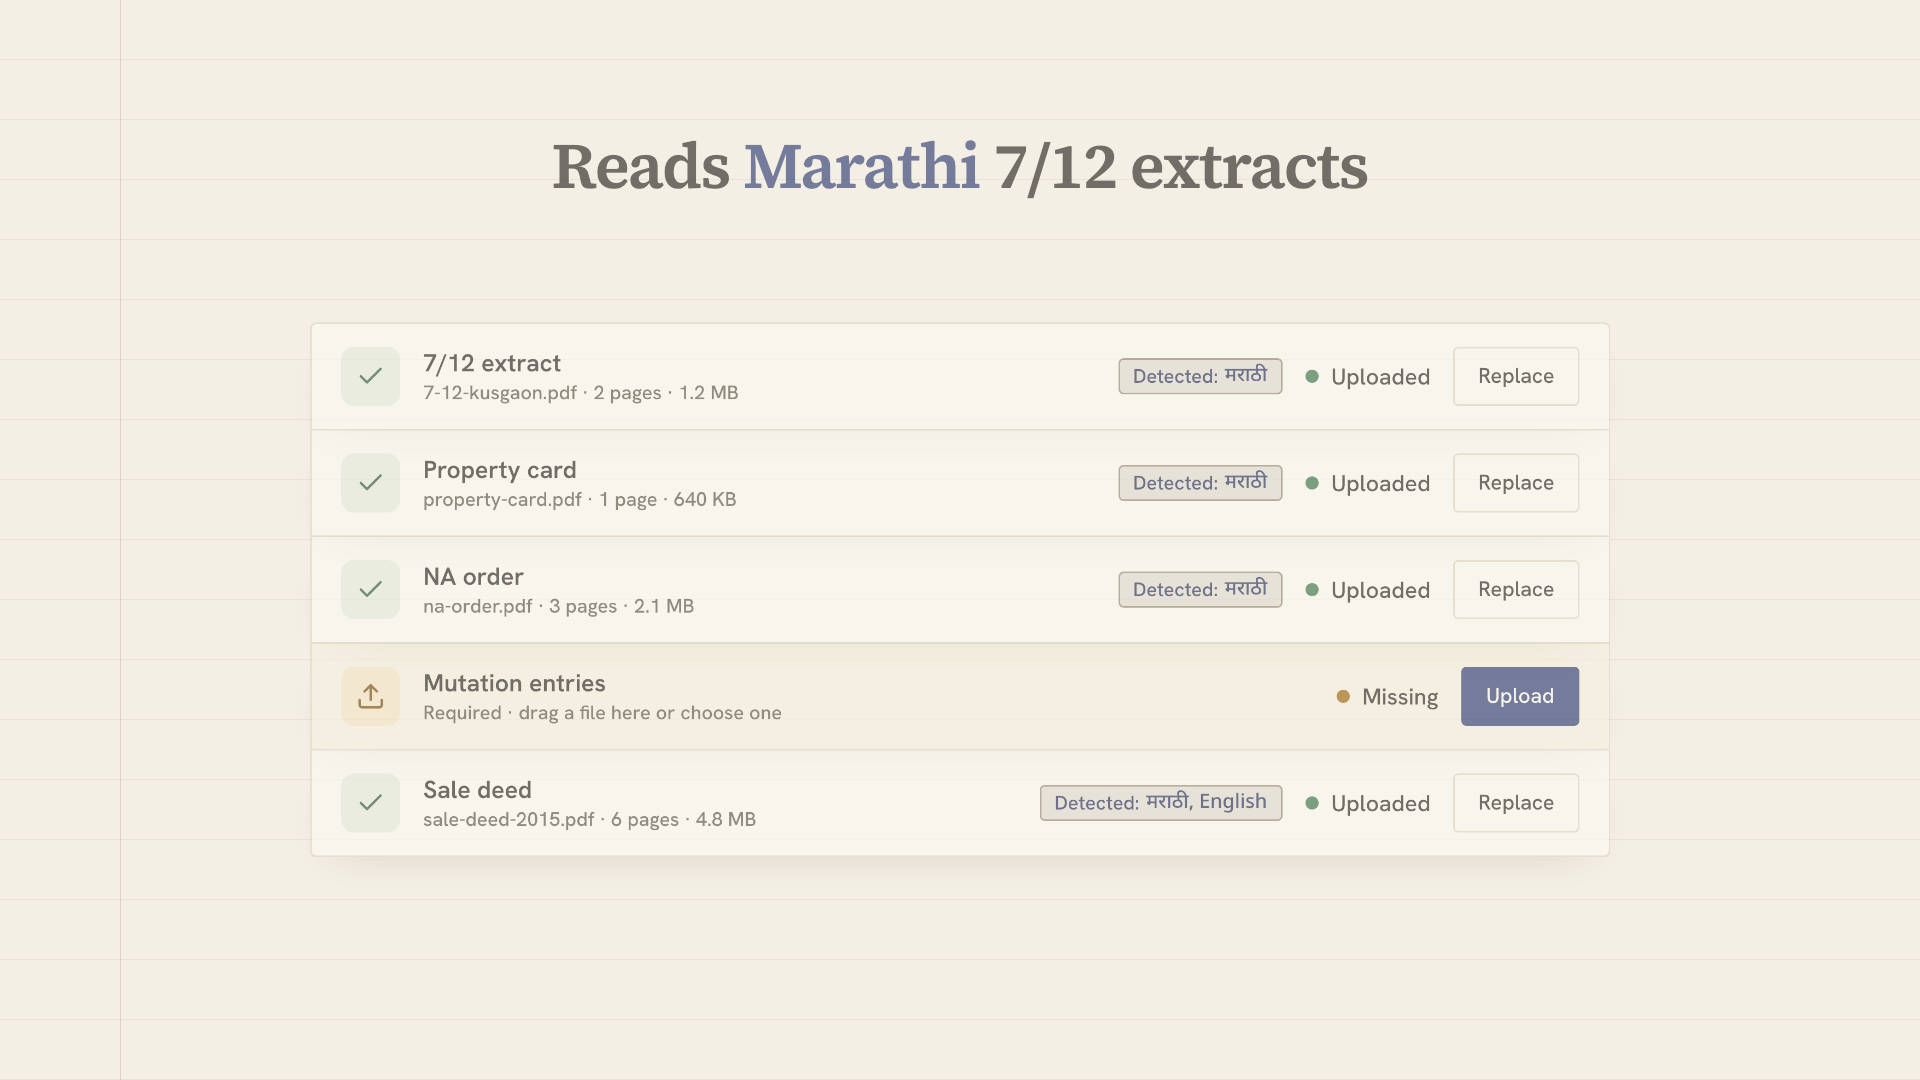 Reads Marathi 7/12 extracts
7/12 extract
7-12-kusgaon.pdf · 2 pages · 1.2 MB
Detected: मराठी
Uploaded
Replace
Property card
property-card.pdf · 1 page · 640 KB
Detected: मराठी
Uploaded
Replace
NA order
na-order.pdf · 3 pages · 2.1 MB
Detected: मराठी
Uploaded
Replace
Mutation entries
Required · drag a file here or choose one
Missing
Upload
Sale deed
sale-deed-2015.pdf · 6 pages · 4.8 MB
Detected: मराठी, English
Uploaded
Replace